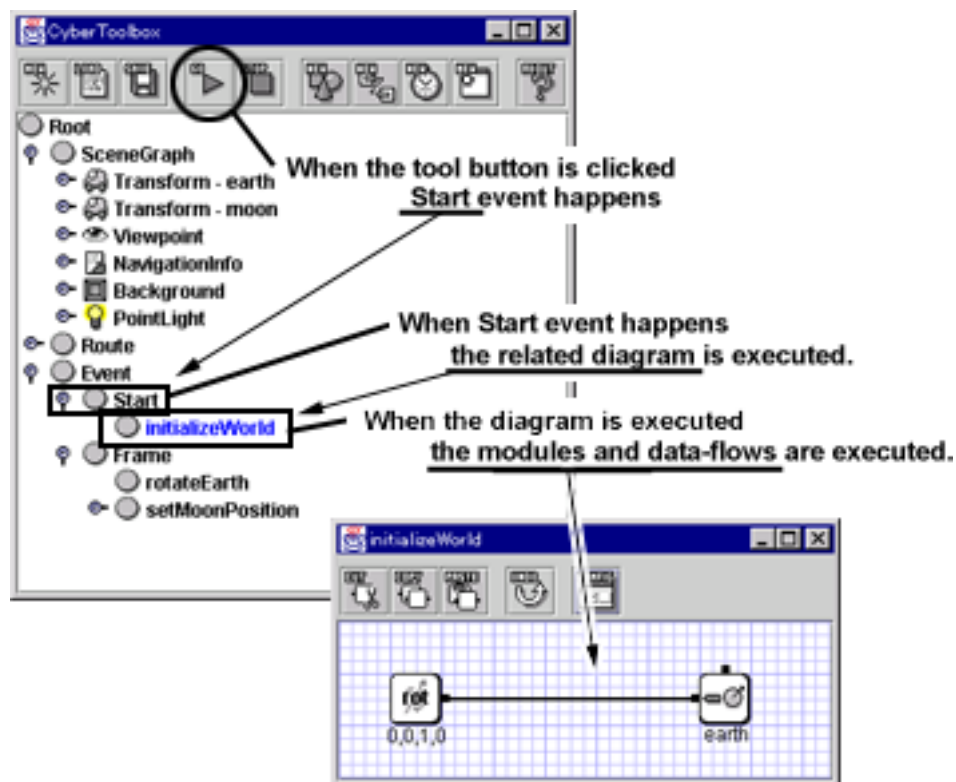 CyberToolbox
Root
SceneGraph
When the tool button is clicked
Transform - earth
Start event happens
Transform - moon
Viewpoint
NavigationInfo
Background
PointLight
When Start event happens
Route
the related diagram is executed.
Event
Start
When the diagram is executed
initializeWorld
the modules and data-flows are executed.
Frame
rotateEarth
setMoonPosition
initializeWorld
rot
0,0,1,0
earth